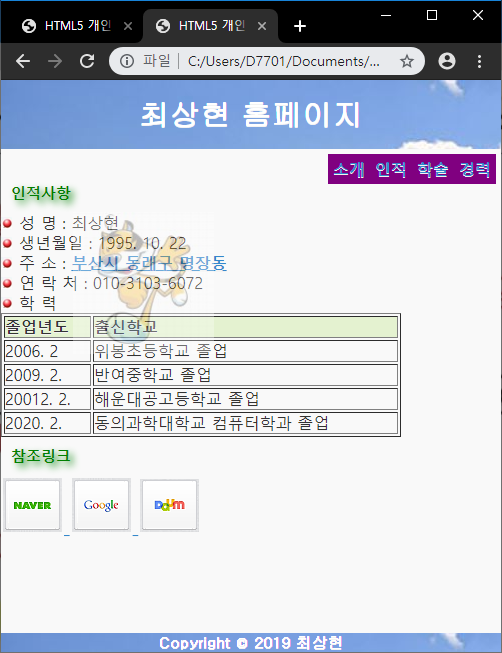 HTML5 개인
HTML5 개인
파일 | C:/Users/D7701/Documents/...
최상현 홈페이지
소개 인적 학술 경력
인적사항
성 명 : 최상현
생년월일 : 1995. 10. 22
주 소 : 부산시 동래구 명장동
연 락 처 : 010-3103-6072
학 력
졸업년도 출신학교
2006. 2 위봉초등학교 졸업
2009. 2. 반여중학교 졸업
20012. 2. 해운대공고등학교 졸업
2020. 2. 동의과학대학교 컴퓨터학과 졸업
참조링크
NAVER Google Daum
Copyright © 2019 최상현